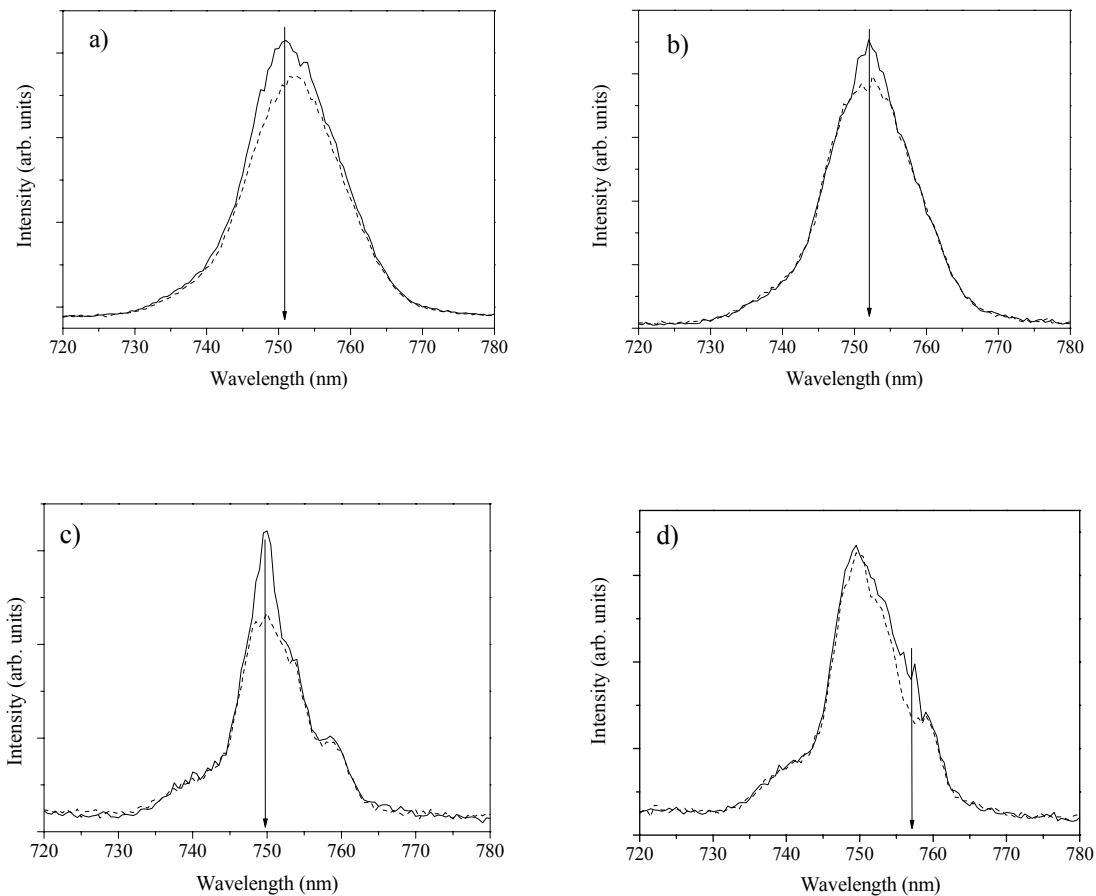 a)
Intensity (arb. units)
720 730 740 750 760 770 780
Wavelength (nm)
b)
Intensity (arb. units)
720 730 740 750 760 770 780
Wavelength (nm)
c)
Intensity (arb. units)
720 730 740 750 760 770 780
Wavelength (nm)
d)
Intensity (arb. units)
720 730 740 750 760 770 780
Wavelength (nm)